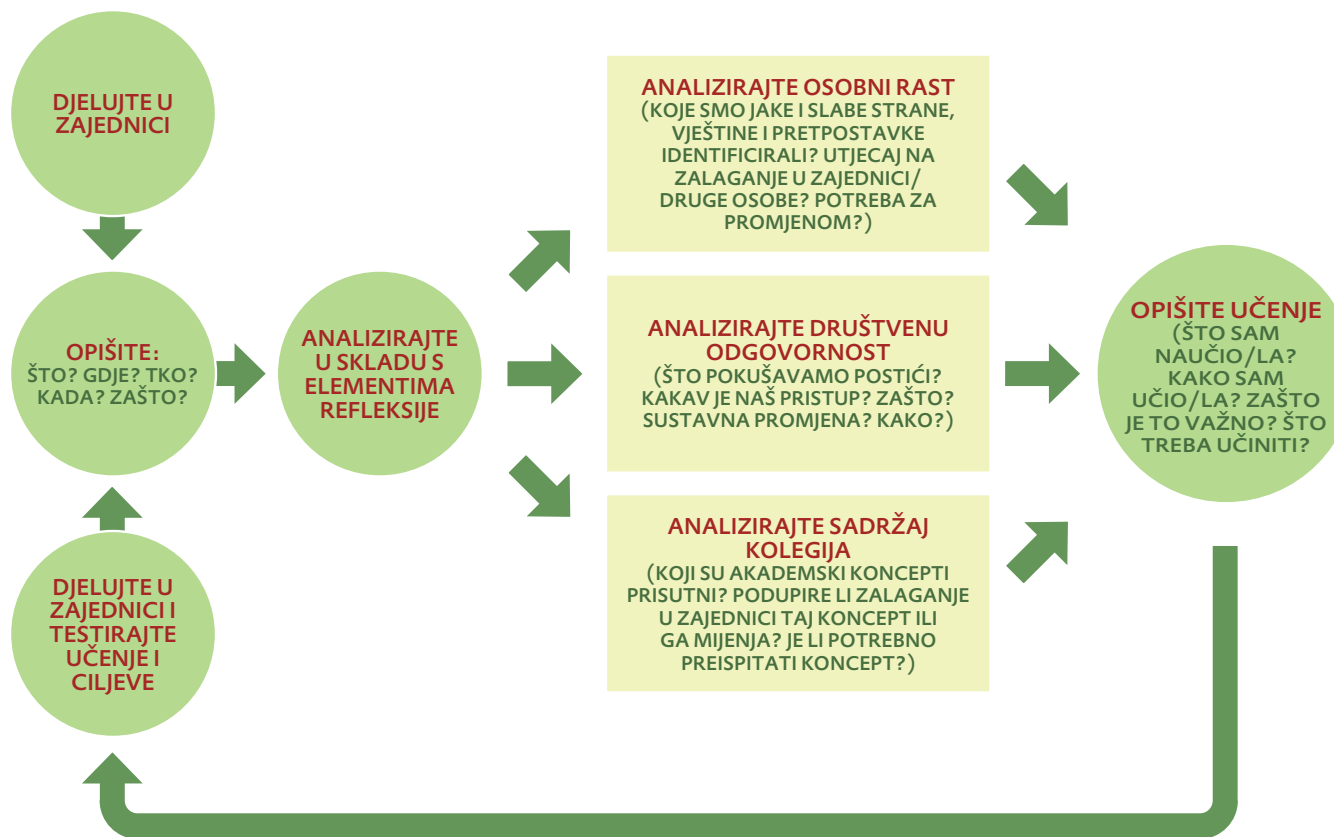 DJELUJTE U
ZAJEDNICI
OPIŠITE:
ŠTO? GDJE? TKO?
KADA? ZAŠTO?
DJELUJTE U
ZAJEDNICI I
TESTIRAJTE
UČENJE I
CILJEVE
ANALIZIRAJTE
U SKLADU S
ELEMENTIMA
REFLEKSIJE
ANALIZIRAJTE OSOBNI RAST
(KOJE SMO JAKE I SLABE STRANE,
VJEŠTINE I PRETPOSTAVKE
IDENTIFICIRALI? UTJECAJ NA
ZALAGANJE U ZAJEDNICI/
DRUGE OSOBE? POTREBA ZA
PROMJENOM?)
ANALIZIRAJTE DRUŠTVENU
ODGOVORNOST
(ŠTO POKUŠAVAMO POSTIĆI?
KAKAV JE NAŠ PRISTUP? ZAŠTO?
SUSTAVNA PROMJENA? KAKO?)
ANALIZIRAJTE SADRŽAJ
KOLEGIJA
(KOJI SU AKADEMSKI KONCEPTI
PRISUTNI? PODUPIRE LI ZALAGANJE
U ZAJEDNICI TAJ KONCEPT ILI
GA MIJENJA? JE LI POTREBNO
PREISPITATI KONCEPT?)
OPIŠITE UČENJE
(ŠTO SAM
NAUČIO/LA?
KAKO SAM
UČIO/LA? ZAŠTO
JE TO VAŽNO? ŠTO
TREBA UČINITI?